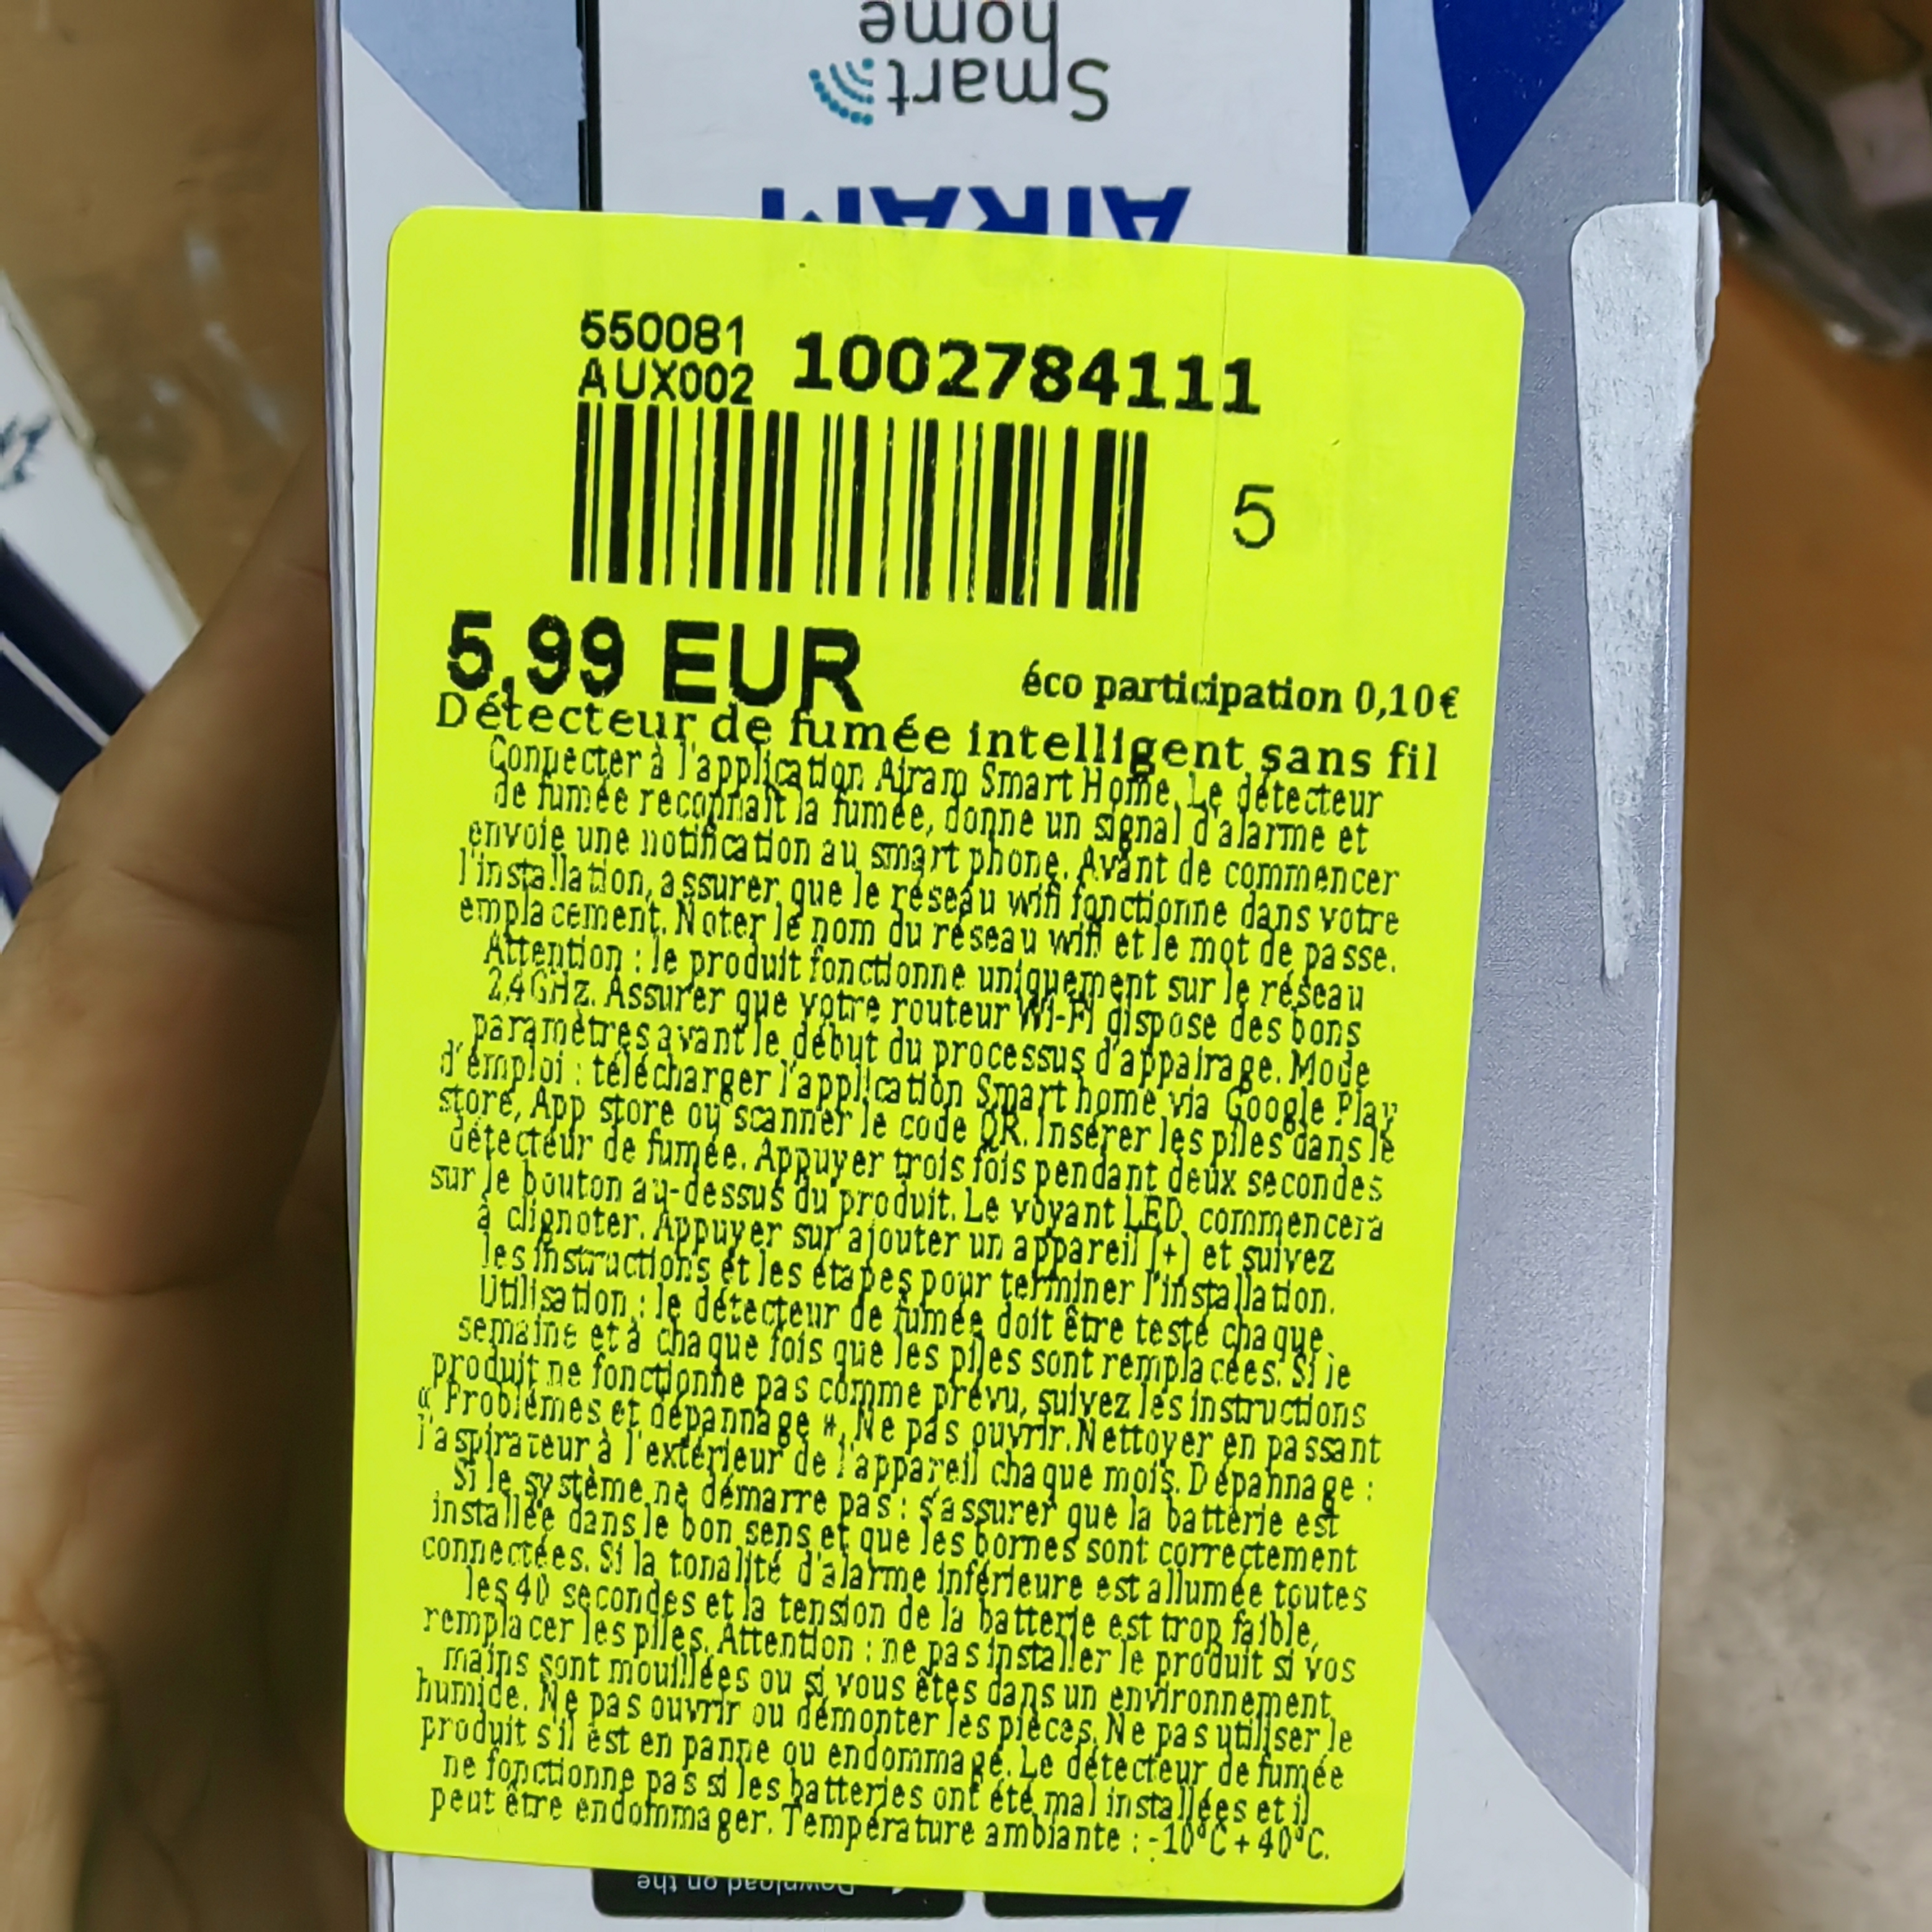 Smart
home
AIRAM
550081
AUX002
1002784111
5
5,99 EUR
éco participation 0,10€
Détecteur de fumée intelligent sans fil
Connecter à l'application Airam Smart Home. Le détecteur
de fumée reconnaît la fumée, donne un signal d'alarme et
envoie une notification au smart phone. Avant de commencer
l'installation, assurer que le réseau wifi fonctionne dans votre
emplacement. Noter le nom du réseau wifi et le mot de passe.
Attention : le produit fonctionne uniquement sur le réseau
2,4GHz. Assurer que votre routeur Wi-Fi dispose des bons
paramètres avant le début du processus d'appairage. Mode
d'emploi : télécharger l'application Smart home via Google Play
store, App store ou scanner le code QR. Insérer les piles dans le
détecteur de fumée. Appuyer trois fois pendant deux secondes
sur le bouton au-dessus du produit. Le voyant LED commencera
à clignoter. Appuyer sur ajouter un appareil (+) et suivez
les instructions et les étapes pour terminer l'installation.
Utilisation : le détecteur de fumée doit être testé chaque
semaine et à chaque fois que les piles sont remplacées. Si le
produit ne fonctionne pas comme prévu, suivez les instructions
« Problèmes et dépannage ». Ne pas ouvrir. Nettoyer en passant
l'aspirateur à l'extérieur de l'appareil chaque mois. Dépannage :
Si le système ne démarre pas : s'assurer que la batterie est
installée dans le bon sens et que les bornes sont correctement
connectées. Si la tonalité d'alarme inférieure est allumée toutes
les 40 secondes et la tension de la batterie est trop faible,
remplacer les piles. Attention : ne pas installer le produit si vos
mains sont mouillées ou si vous êtes dans un environnement
humide. Ne pas ouvrir ou démonter les pièces. Ne pas utiliser le
produit s'il est en panne ou endommagé. Le détecteur de fumée
ne fonctionne pas si les batteries ont été mal installées et il
peut être endommager. Température ambiante : -10°C + 40°C.
Download on the